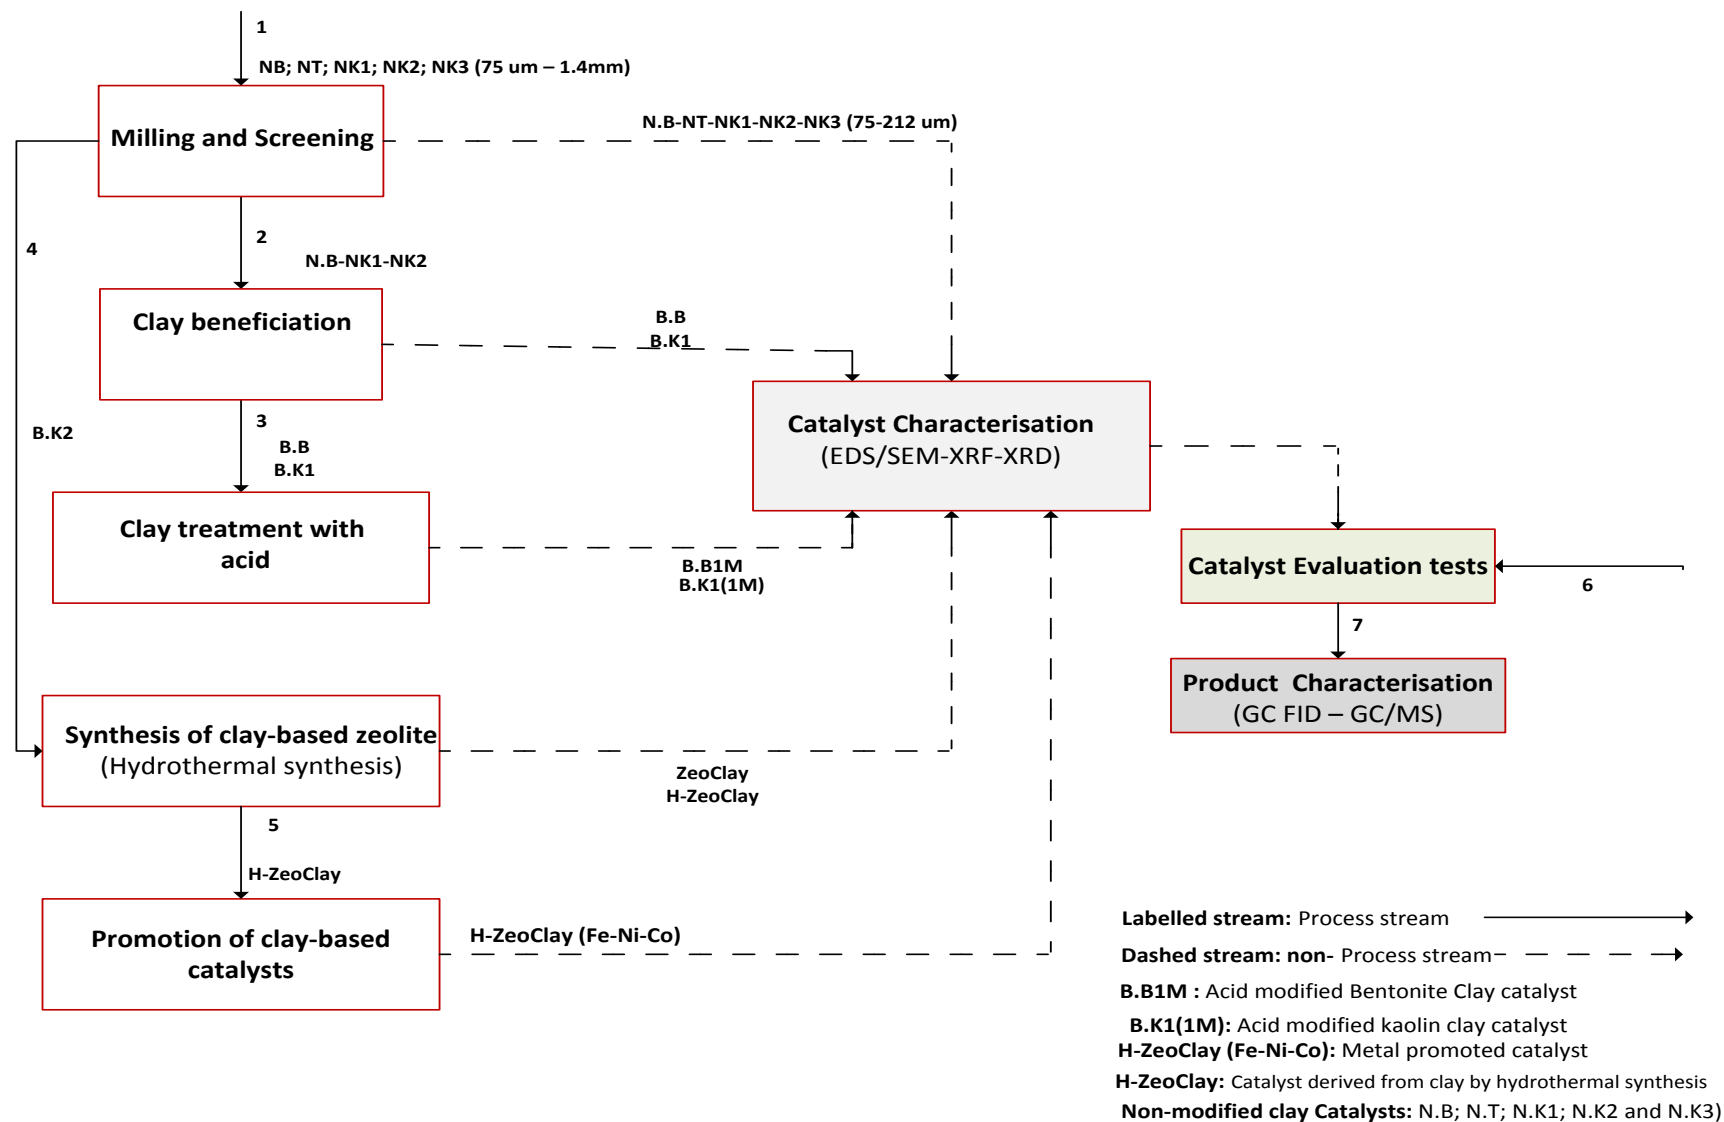 1
NB; NT; NK1; NK2; NK3 (75 um – 1.4mm)
Milling and Screening
N.B-NT-NK1-NK2-NK3 (75-212 um)
2
4
N.B-NK1-NK2
Clay beneficiation
B.B
B.K1
3
B.K2
B.B
B.K1
Catalyst Characterisation
(EDS/SEM-XRF-XRD)
Clay treatment with
acid
B.B1M
B.K1(1M)
Catalyst Evaluation tests
6
7
Product  Characterisation
(GC FID – GC/MS)
Synthesis of clay-based zeolite
(Hydrothermal synthesis)
ZeoClay
H-ZeoClay
5
H-ZeoClay
Promotion of clay-based
catalysts
H-ZeoClay (Fe-Ni-Co)
Labelled stream: Process stream
Dashed stream: non- Process stream
B.B1M : Acid modified Bentonite Clay catalyst
B.K1(1M): Acid modified kaolin clay catalyst
H-ZeoClay (Fe-Ni-Co): Metal promoted catalyst
H-ZeoClay: Catalyst derived from clay by hydrothermal synthesis
Non-modified clay Catalysts: N.B; N.T; N.K1; N.K2 and N.K3)